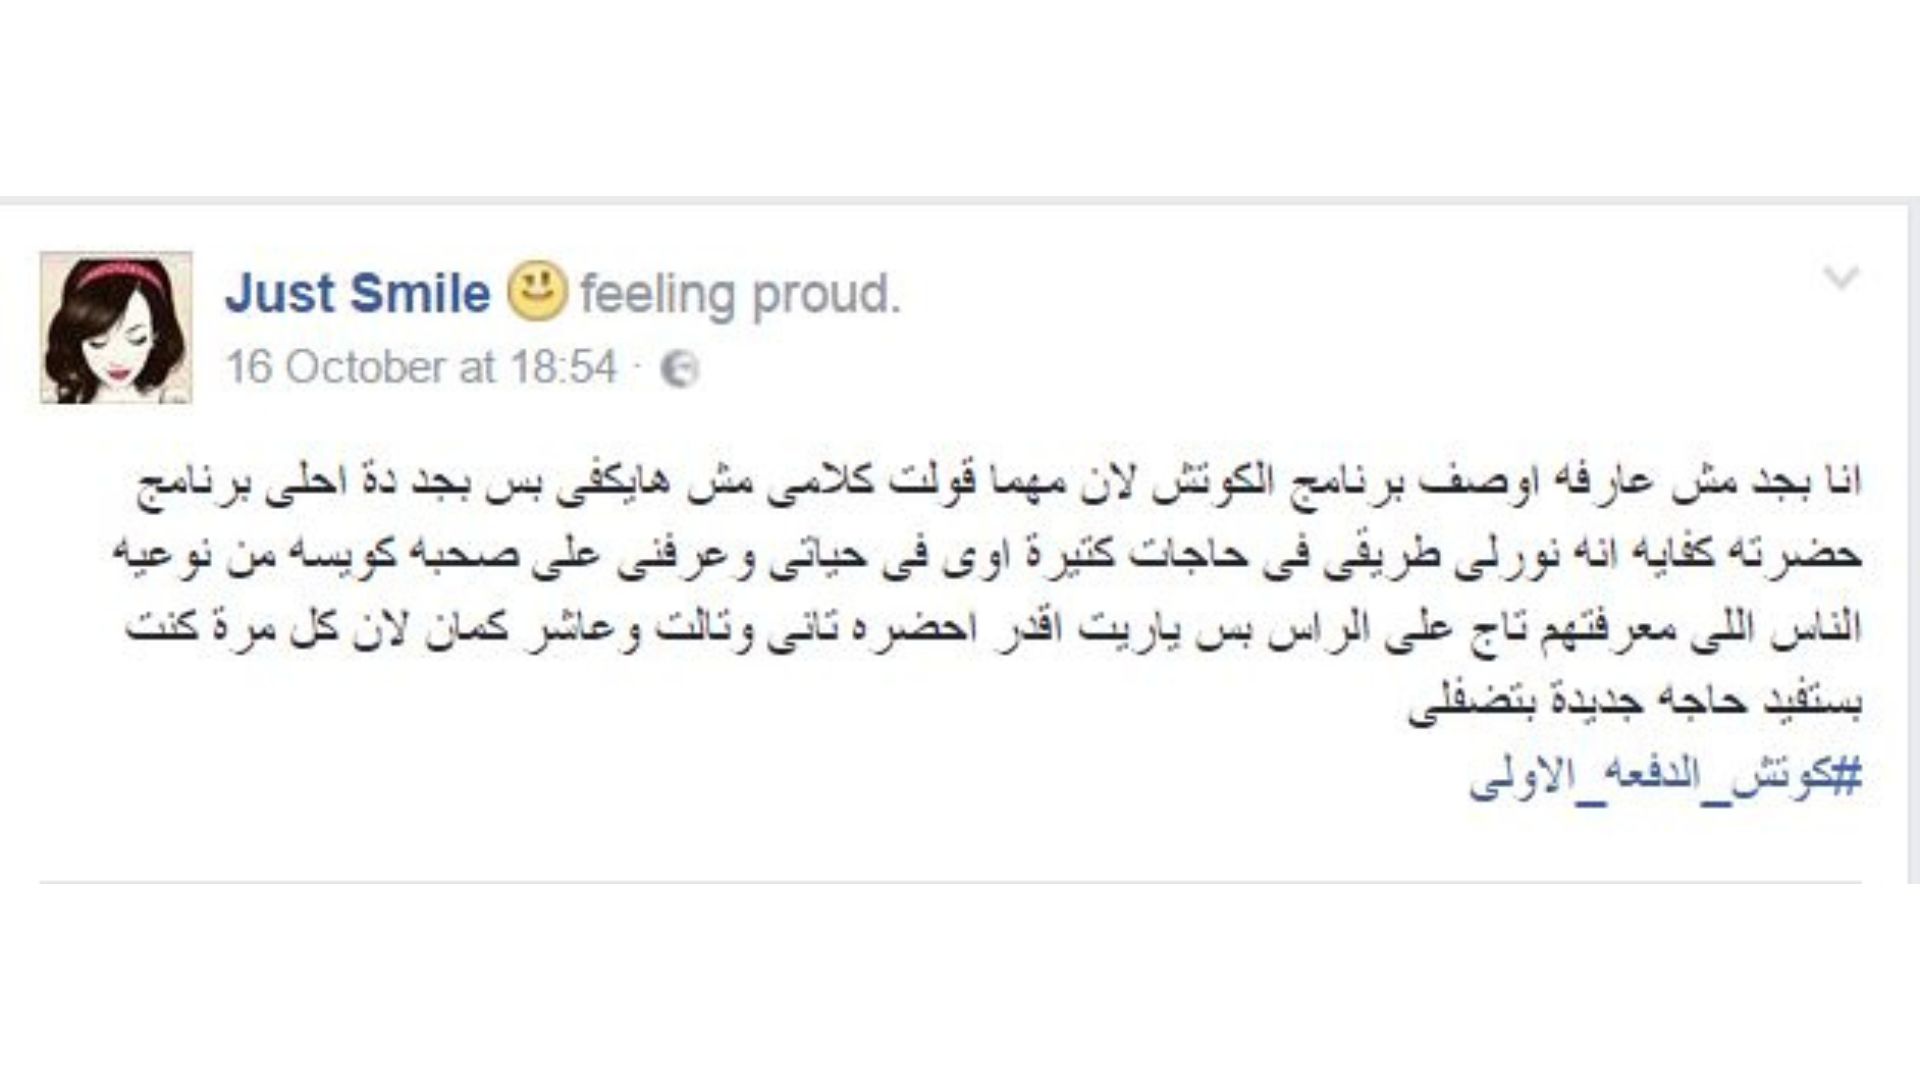 Just Smile feeling proud.
16 October at 18:54 ·
انا بجد مش عارفه اوصف برنامج الكوتش لان مهما قولت كلامى مش هايكفى بس بجد دة احلى برنامج
حضرته كفايه انه نورلى طريقى فى حاجات كتيرة اوى فى حياتى وعرفنى على صحبه كويسه من نوعيه
الناس اللى معرفتهم تاج على الراس بس ياريت اقدر احضره تانى وتالت وعاشر كمان لان كل مرة كنت
بستفيد حاجه جديدة بتضفلى
#كوتش_الدفعه_الاولى